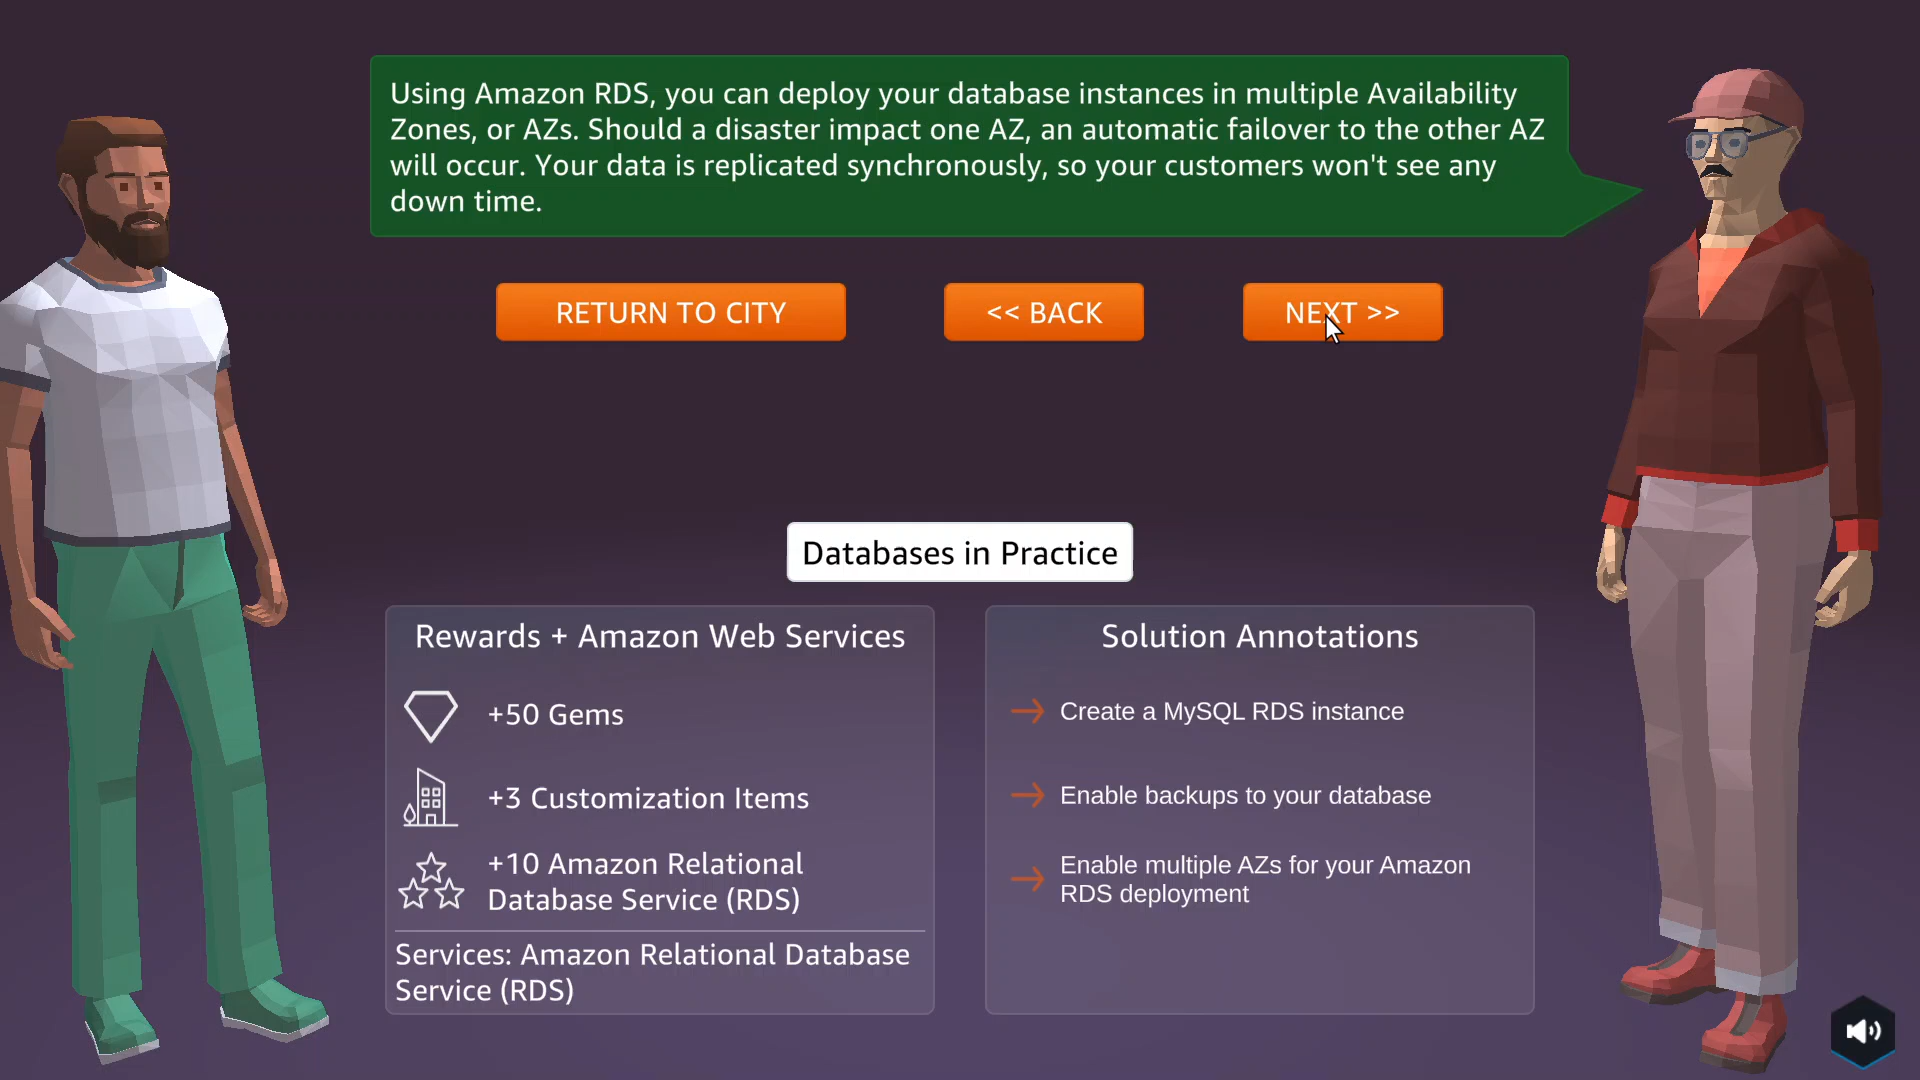 Using Amazon RDS, you can deploy your database instances in multiple Availability
Zones, or AZs. Should a disaster impact one AZ, an automatic failover to the other AZ
will occur. Your data is replicated synchronously, so your customers won't see any
down time.
RETURN TO CITY
<< BACK
NEXT >>
Databases in Practice
Rewards + Amazon Web Services
+50 Gems
+3 Customization Items
+10 Amazon Relational
Database Service (RDS)
Services: Amazon Relational Database
Service (RDS)
Solution Annotations
Create a MySQL RDS instance
Enable backups to your database
Enable multiple AZs for your Amazon
RDS deployment